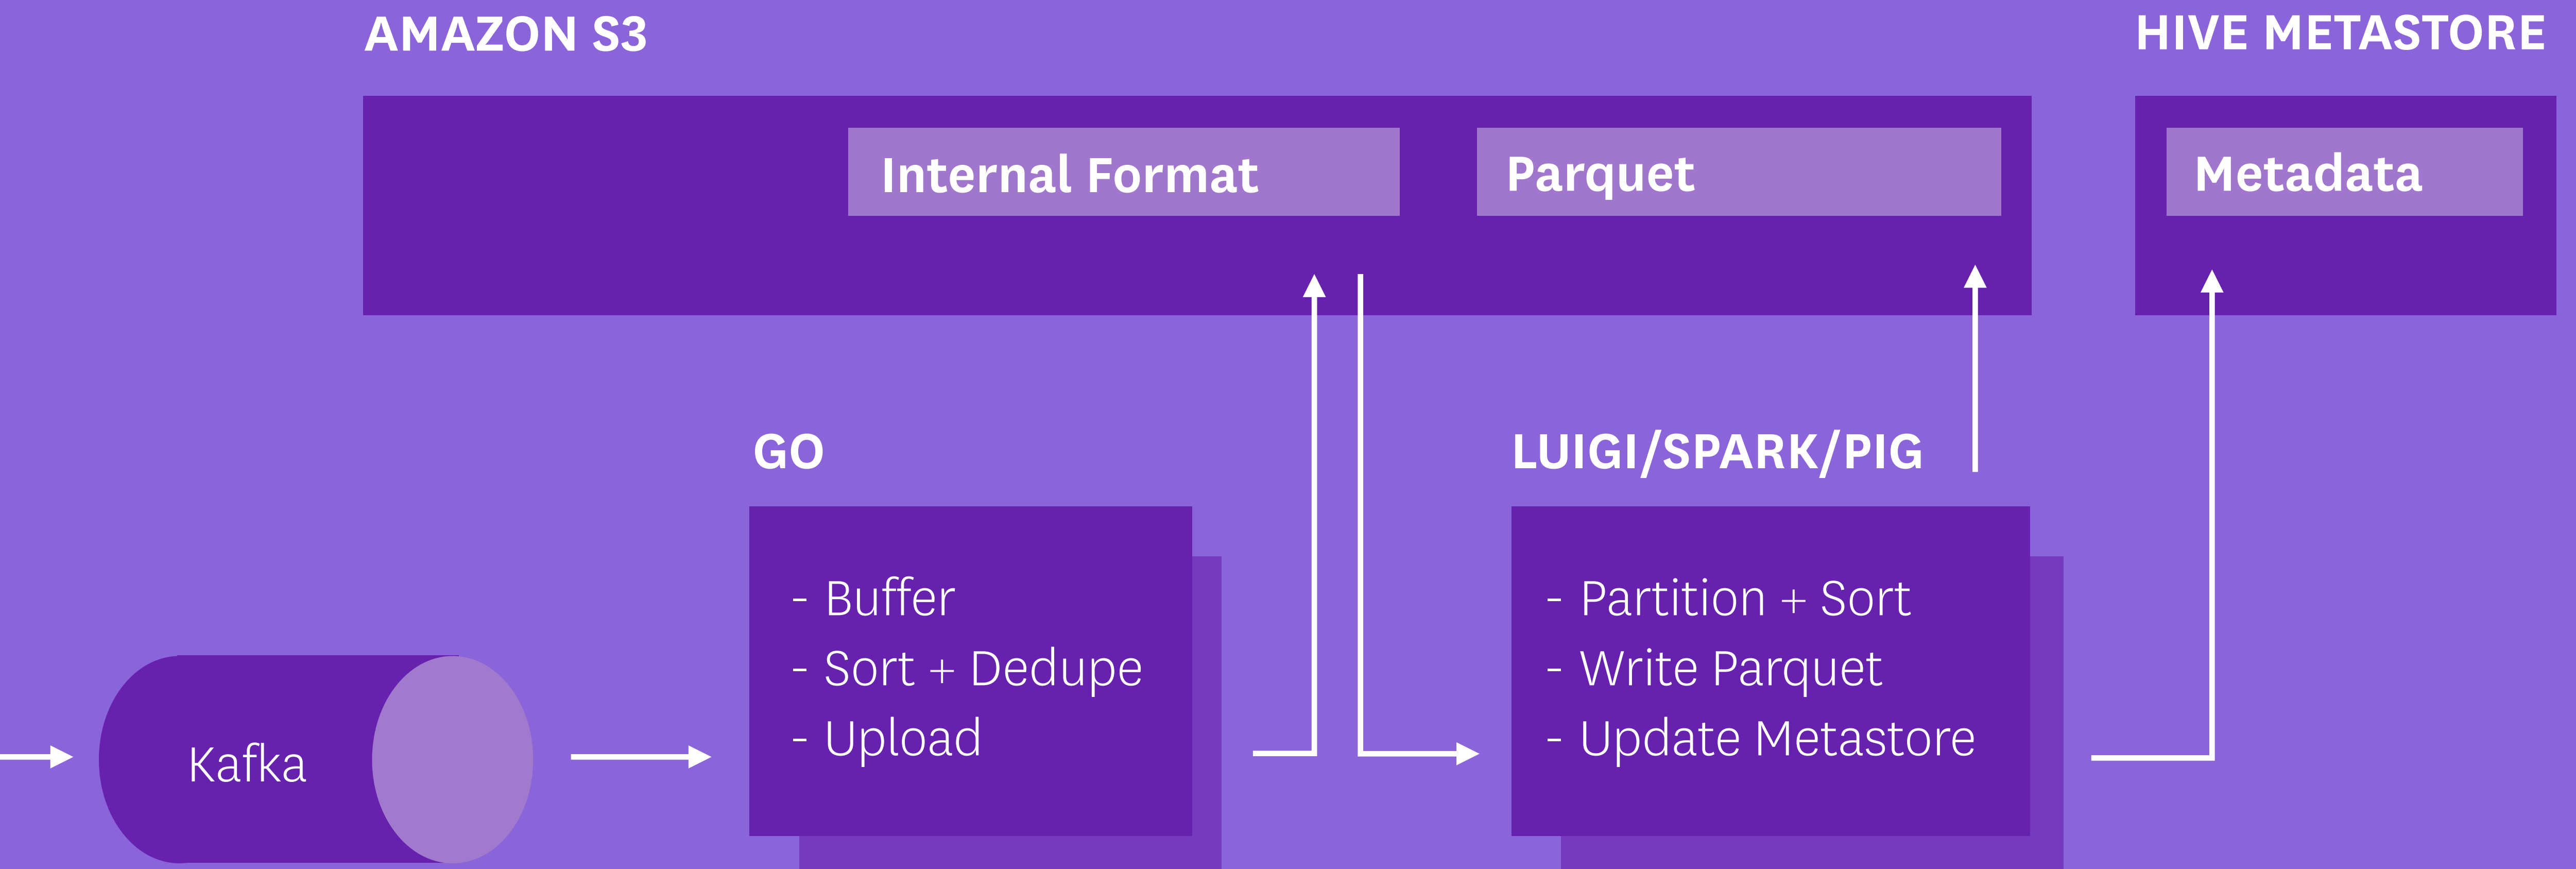 AMAZON S3
HIVE METASTORE
Internal Format
Parquet
Metadata
GO
LUIGI/SPARK/PIG
- Buffer
- Sort + Dedupe
- Upload
- Partition + Sort
- Write Parquet
- Update Metastore
Kafka